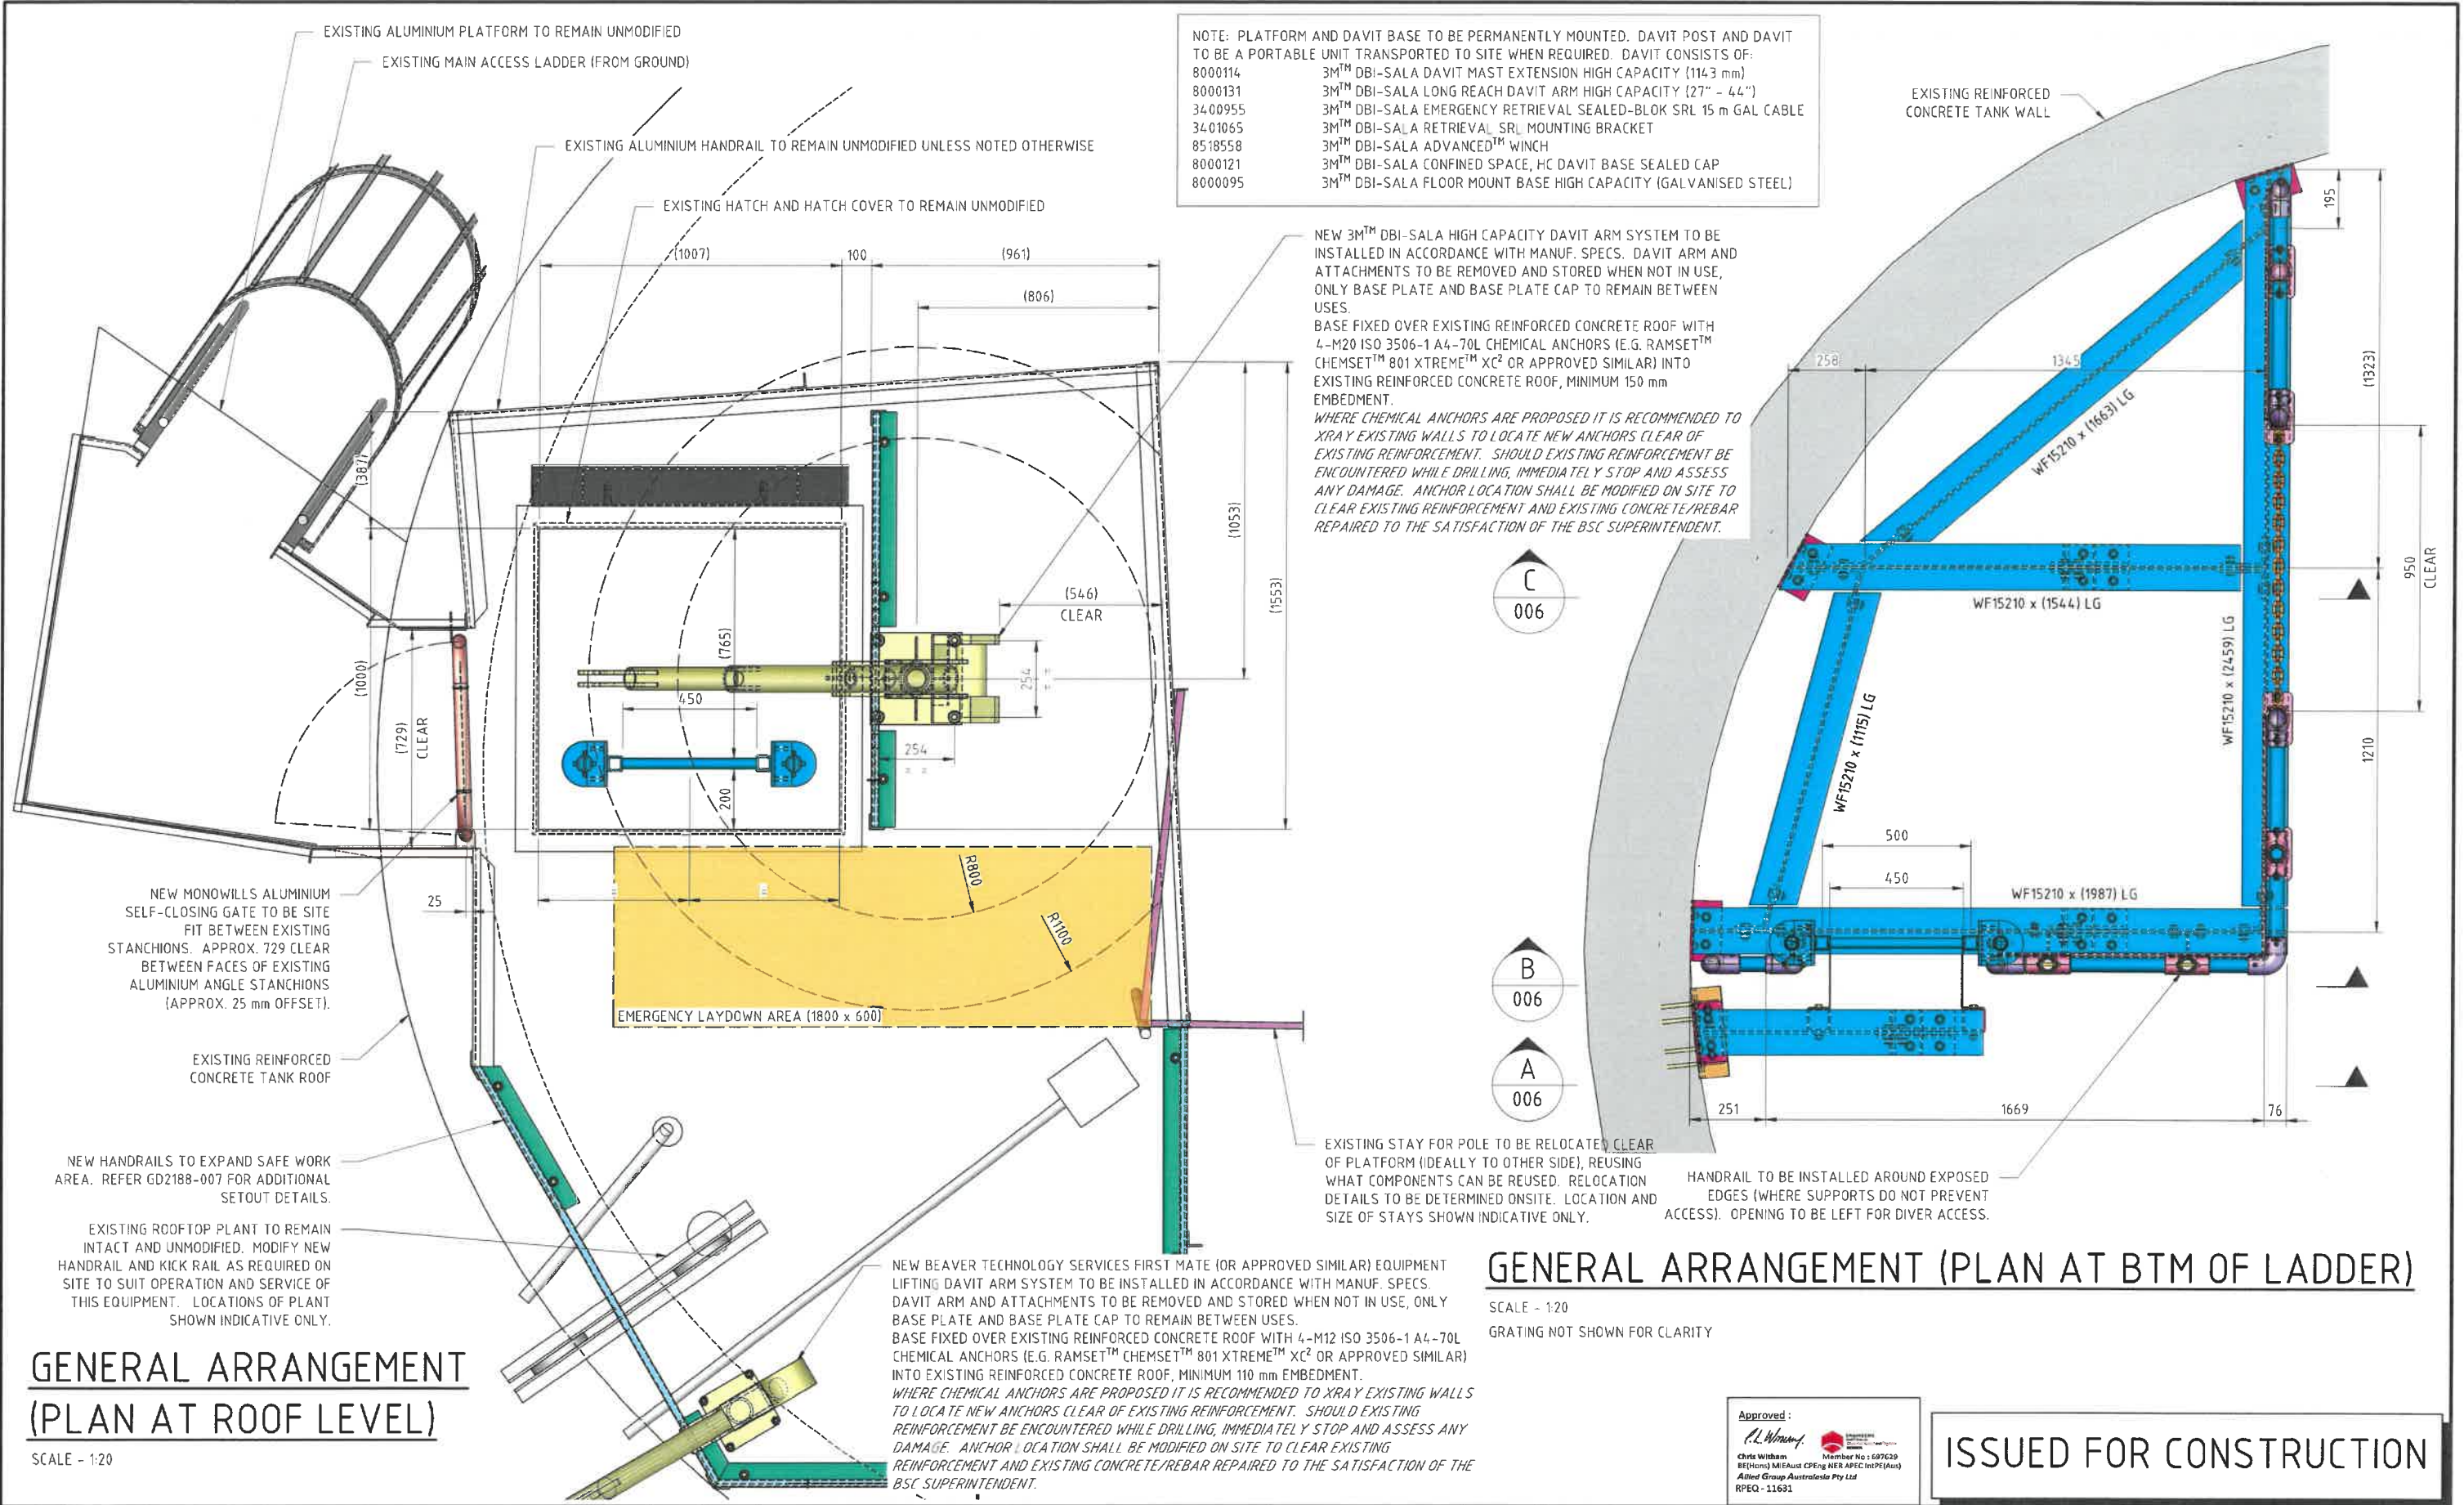 EXISTING ALUMINIUM PLATFORM TO REMAIN UNMODIFIED
EXISTING MAIN ACCESS LADDER (FROM GROUND)
EXISTING ALUMINIUM HANDRAIL TO REMAIN UNMODIFIED UNLESS NOTED OTHERWISE
EXISTING HATCH AND HATCH COVER TO REMAIN UNMODIFIED
NOTE: PLATFORM AND DAVIT BASE TO BE PERMANENTLY MOUNTED. DAVIT POST AND DAVIT
TO BE A PORTABLE UNIT TRANSPORTED TO SITE WHEN REQUIRED. DAVIT CONSISTS OF:
8000114 3M™ DBI-SALA DAVIT MAST EXTENSION HIGH CAPACITY (1143 mm)
8000131 3M™ DBI-SALA LONG REACH DAVIT ARM HIGH CAPACITY (27" - 44")
3400955 3M™ DBI-SALA EMERGENCY RETRIEVAL SEALED-BLOK SRL 15 m GAL CABLE
3401065 3M™ DBI-SALA RETRIEVAL SRL MOUNTING BRACKET
8518558 3M™ DBI-SALA ADVANCED™ WINCH
8000121 3M™ DBI-SALA CONFINED SPACE, HC DAVIT BASE SEALED CAP
8000095 3M™ DBI-SALA FLOOR MOUNT BASE HIGH CAPACITY (GALVANISED STEEL)
NEW 3M™ DBI-SALA HIGH CAPACITY DAVIT ARM SYSTEM TO BE
INSTALLED IN ACCORDANCE WITH MANUF. SPECS. DAVIT ARM AND
ATTACHMENTS TO BE REMOVED AND STORED WHEN NOT IN USE,
ONLY BASE PLATE AND BASE PLATE CAP TO REMAIN BETWEEN
USES.
BASE FIXED OVER EXISTING REINFORCED CONCRETE ROOF WITH
4-M20 ISO 3506-1 A4-70L CHEMICAL ANCHORS (E.G. RAMSET™
CHEMSET™ 801 XTREME™ XC² OR APPROVED SIMILAR) INTO
EXISTING REINFORCED CONCRETE ROOF, MINIMUM 150 mm
EMBEDMENT.
WHERE CHEMICAL ANCHORS ARE PROPOSED IT IS RECOMMENDED TO
XRAY EXISTING WALLS TO LOCATE NEW ANCHORS CLEAR OF
EXISTING REINFORCEMENT. SHOULD EXISTING REINFORCEMENT BE
ENCOUNTERED WHILE DRILLING, IMMEDIATELY STOP AND ASSESS
ANY DAMAGE. ANCHOR LOCATION SHALL BE MODIFIED ON SITE TO
CLEAR EXISTING REINFORCEMENT AND EXISTING CONCRETE/REBAR
REPAIRED TO THE SATISFACTION OF THE BSC SUPERINTENDENT.
(1007)
100
(961)
(806)
(387)
(1000)
(729)
CLEAR
(765)
450
200
254
254
(546)
CLEAR
(1053)
(1553)
25
R800
R1100
EMERGENCY LAYDOWN AREA (1800 x 600)
NEW MONOWILLS ALUMINIUM
SELF-CLOSING GATE TO BE SITE
FIT BETWEEN EXISTING
STANCHIONS. APPROX. 729 CLEAR
BETWEEN FACES OF EXISTING
ALUMINIUM ANGLE STANCHIONS
(APPROX. 25 mm OFFSET).
EXISTING REINFORCED
CONCRETE TANK ROOF
NEW HANDRAILS TO EXPAND SAFE WORK
AREA. REFER GD2188-007 FOR ADDITIONAL
SETOUT DETAILS.
EXISTING ROOFTOP PLANT TO REMAIN
INTACT AND UNMODIFIED. MODIFY NEW
HANDRAIL AND KICK RAIL AS REQUIRED ON
SITE TO SUIT OPERATION AND SERVICE OF
THIS EQUIPMENT. LOCATIONS OF PLANT
SHOWN INDICATIVE ONLY.
GENERAL ARRANGEMENT
(PLAN AT ROOF LEVEL)
SCALE - 1:20
NEW BEAVER TECHNOLOGY SERVICES FIRST MATE (OR APPROVED SIMILAR) EQUIPMENT
LIFTING DAVIT ARM SYSTEM TO BE INSTALLED IN ACCORDANCE WITH MANUF. SPECS.
DAVIT ARM AND ATTACHMENTS TO BE REMOVED AND STORED WHEN NOT IN USE, ONLY
BASE PLATE AND BASE PLATE CAP TO REMAIN BETWEEN USES.
BASE FIXED OVER EXISTING REINFORCED CONCRETE ROOF WITH 4-M12 ISO 3506-1 A4-70L
CHEMICAL ANCHORS (E.G. RAMSET™ CHEMSET™ 801 XTREME™ XC² OR APPROVED SIMILAR)
INTO EXISTING REINFORCED CONCRETE ROOF, MINIMUM 110 mm EMBEDMENT.
WHERE CHEMICAL ANCHORS ARE PROPOSED IT IS RECOMMENDED TO XRAY EXISTING WALLS
TO LOCATE NEW ANCHORS CLEAR OF EXISTING REINFORCEMENT. SHOULD EXISTING
REINFORCEMENT BE ENCOUNTERED WHILE DRILLING, IMMEDIATELY STOP AND ASSESS ANY
DAMAGE. ANCHOR LOCATION SHALL BE MODIFIED ON SITE TO CLEAR EXISTING
REINFORCEMENT AND EXISTING CONCRETE/REBAR REPAIRED TO THE SATISFACTION OF THE
BSC SUPERINTENDENT.
EXISTING STAY FOR POLE TO BE RELOCATED CLEAR
OF PLATFORM (IDEALLY TO OTHER SIDE), REUSING
WHAT COMPONENTS CAN BE REUSED. RELOCATION
DETAILS TO BE DETERMINED ONSITE. LOCATION AND
SIZE OF STAYS SHOWN INDICATIVE ONLY.
EXISTING REINFORCED
CONCRETE TANK WALL
195
(1323)
258
1345
WF15210 x (1663) LG
WF15210 x (1544) LG
WF15210 x (1115) LG
WF15210 x (2459) LG
950
CLEAR
1210
500
450
WF15210 x (1987) LG
C
006
B
006
A
006
251
1669
76
HANDRAIL TO BE INSTALLED AROUND EXPOSED
EDGES (WHERE SUPPORTS DO NOT PREVENT
ACCESS). OPENING TO BE LEFT FOR DIVER ACCESS.
GENERAL ARRANGEMENT (PLAN AT BTM OF LADDER)
SCALE - 1:20
GRATING NOT SHOWN FOR CLARITY
Approved :
Chris Witham Member No : 697629
BE(Hons) MIEAust CPEng NER APEC IntPE(Aus)
Allied Group Australasia Pty Ltd
RPEQ - 11631
ISSUED FOR CONSTRUCTION